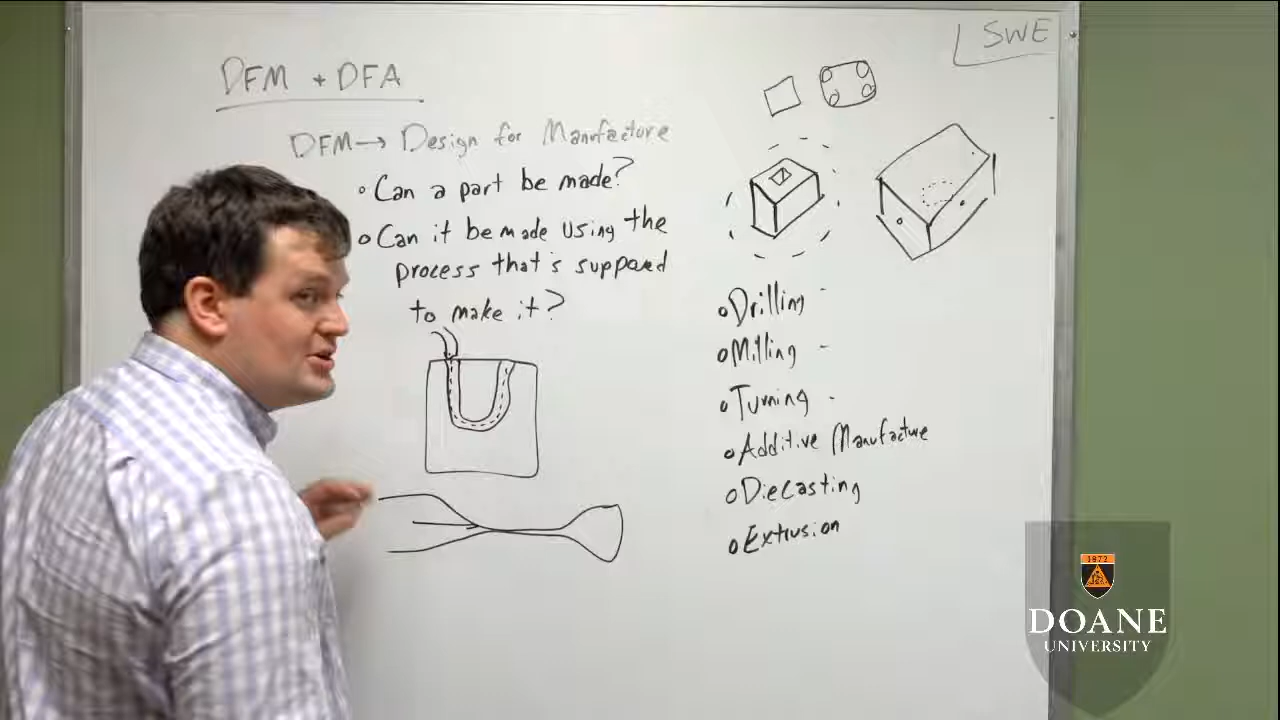 SWE
DFM + DFA
DFM → Design for Manufacture
• Can a part be made?
• Can it be made using the
process that's supposed
to make it?
• Drilling -
• Milling -
• Turning -
• Additive Manufacture
• Diecasting
• Extrusion
1872
DOANE
UNIVERSITY